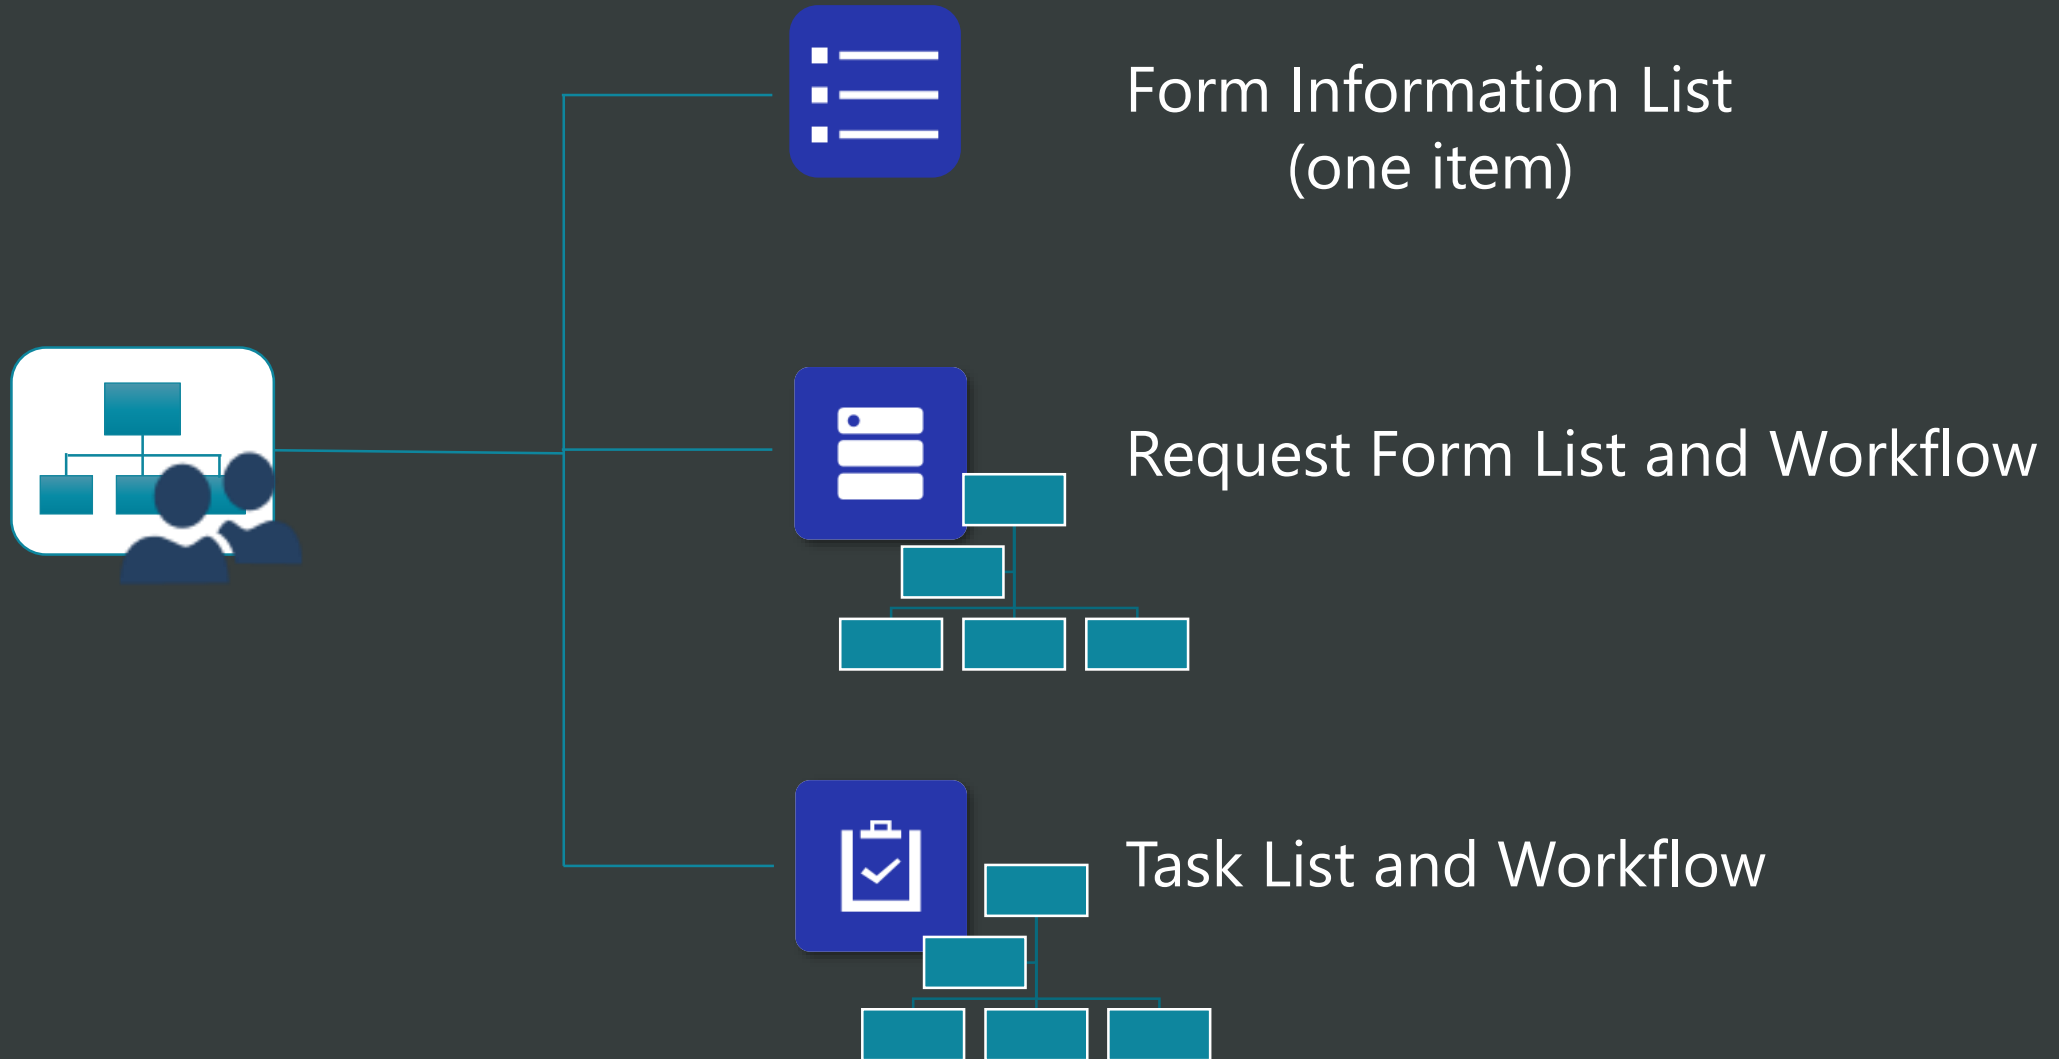 Form Information List
(one item)
Request Form List and Workflow
Task List and Workflow